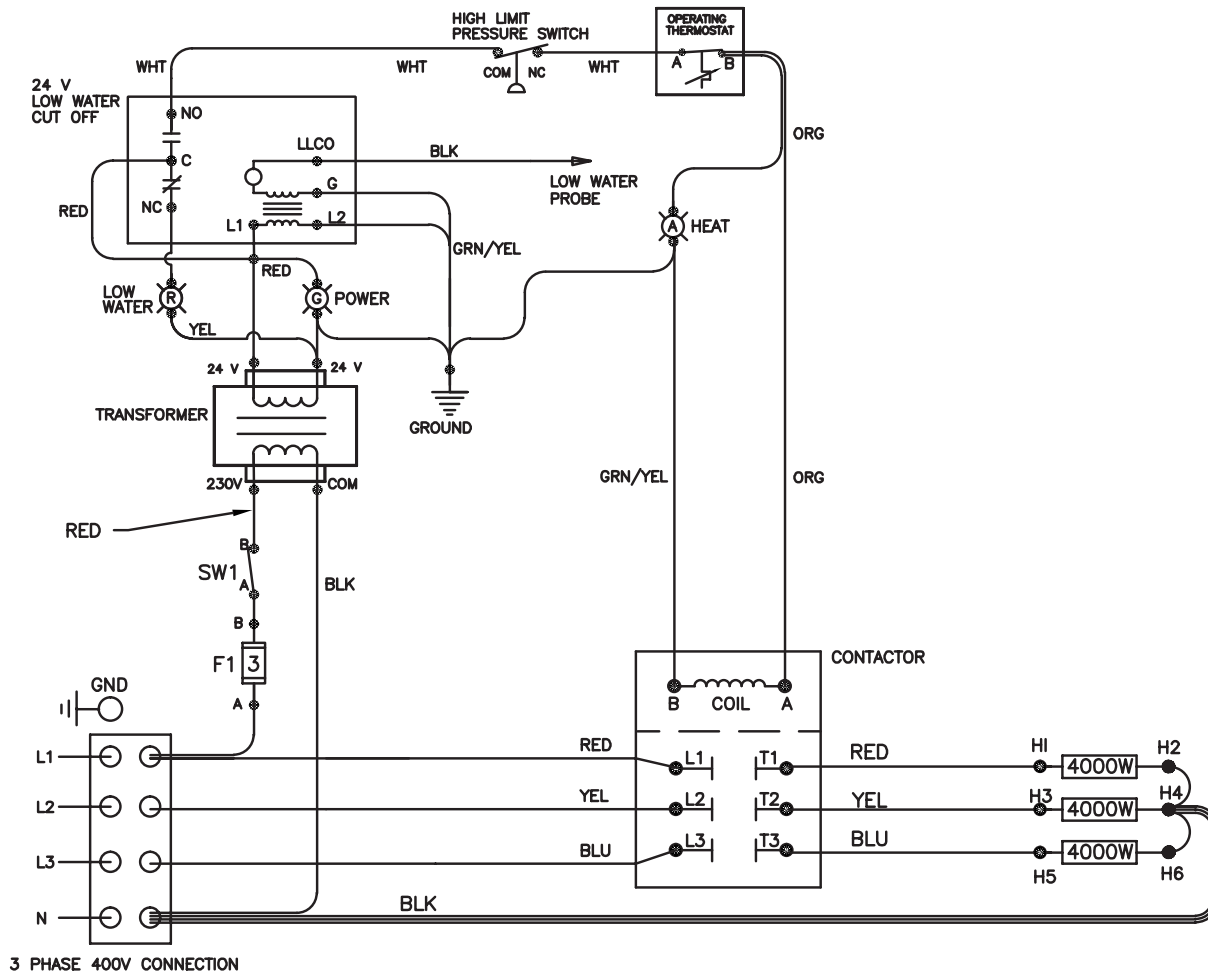 HIGH LIMIT
PRESSURE SWITCH
OPERATING
THERMOSTAT
WHT
WHT
COM NC
WHT
A
B
24 V
LOW WATER
CUT OFF
NO
ORG
LLCO
BLK
C
LOW WATER
PROBE
G
RED
NC
L1
L2
A
HEAT
GRN/YEL
RED
LOW
WATER
R
G
POWER
YEL
24 V
24 V
TRANSFORMER
GROUND
230V
COM
GRN/YEL
ORG
RED
B
SW1
A
BLK
B
F1
3
A
CONTACTOR
GND
B
COIL
A
L1
RED
L1
T1
RED
H1
4000W
H2
L2
YEL
L2
T2
YEL
H3
4000W
H4
L3
BLU
L3
T3
BLU
H5
4000W
H6
N
BLK
3 PHASE 400V CONNECTION